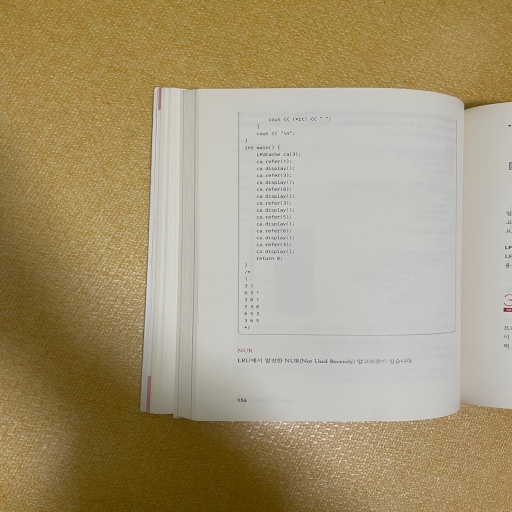 cout << (*it) << " ";
}
cout << "\n";
}
int main() {
LRUCache ca(3);
ca.refer(1);
ca.display();
ca.refer(3);
ca.display();
ca.refer(0);
ca.display();
ca.refer(3);
ca.display();
ca.refer(5);
ca.display();
ca.refer(6);
ca.display();
ca.refer(3);
ca.display();
return 0;
}
/*
1
3 1
0 3 1
3 0 1
5 3 0
6 5 3
3 6 5
*/
NUR
LRU에서 발전한 NUR(Not Used Recently) 알고리즘이 있습니다.
156